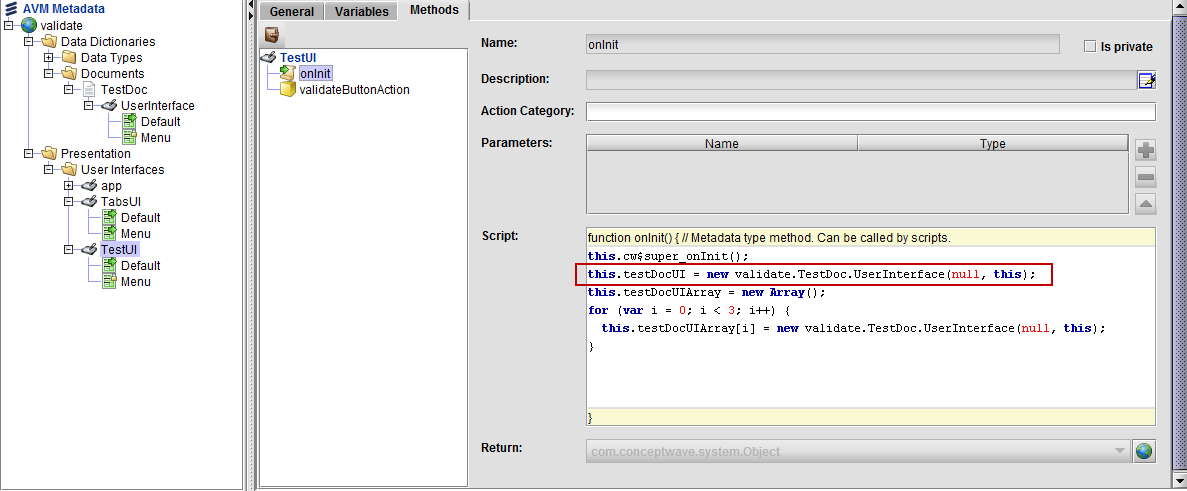 AVM Metadata
validate
Data Dictionaries
Data Types
Documents
TestDoc
UserInterface
Default
Menu
Presentation
User Interfaces
app
TabsUI
Default
Menu
TestUI
Default
Menu
General Variables Methods
TestUI
onInit
validateButtonAction
Name: onInit Is private
Description:
Action Category:
Parameters: Name Type
Script: function onInit() { // Metadata type method. Can be called by scripts.
this.cw$super_onInit();
this.testDocUI = new validate.TestDoc.UserInterface(null, this);
this.testDocUIArray = new Array();
for (var i = 0; i < 3; i++) {
this.testDocUIArray[i] = new validate.TestDoc.UserInterface(null, this);
}
}
Return: com.conceptwave.system.Object